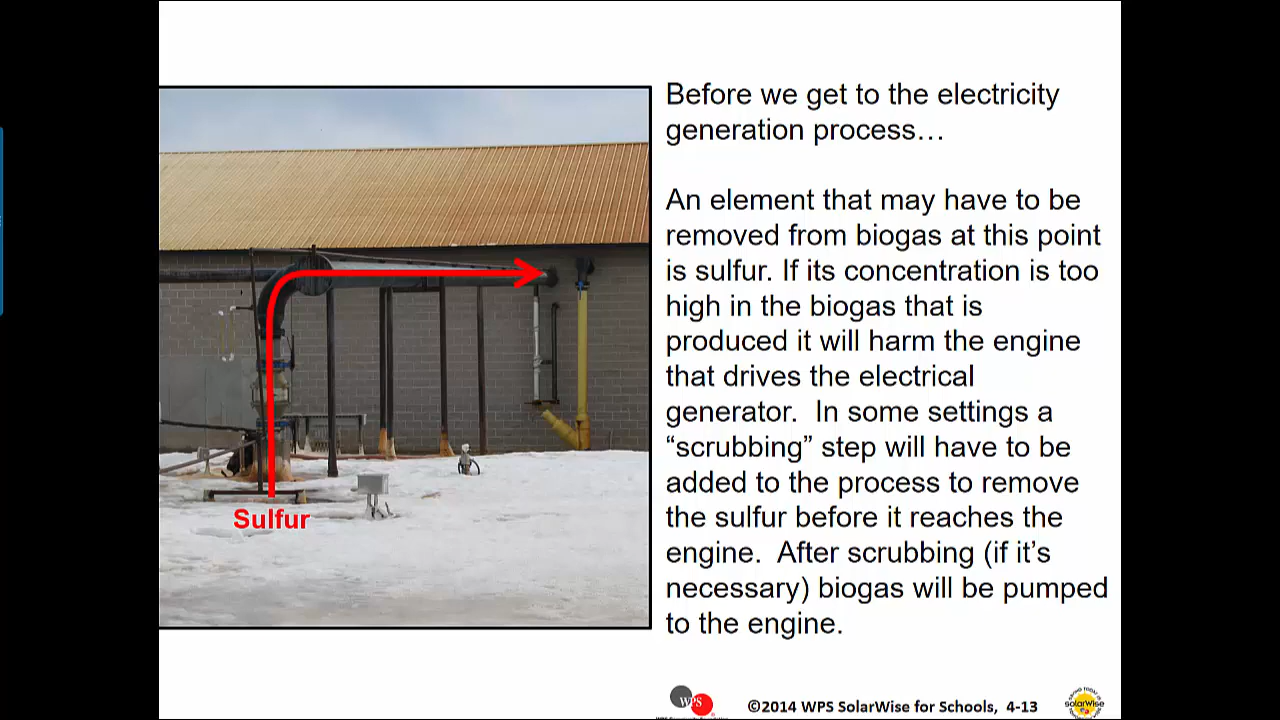 Before we get to the electricity
generation process…
An element that may have to be
removed from biogas at this point
is sulfur. If its concentration is too
high in the biogas that is
produced it will harm the engine
that drives the electrical
generator.  In some settings a
“scrubbing” step will have to be
added to the process to remove
the sulfur before it reaches the
engine.  After scrubbing (if it’s
necessary) biogas will be pumped
to the engine.
Sulfur
WPS
©2014 WPS SolarWise for Schools,  4-13
solarwise